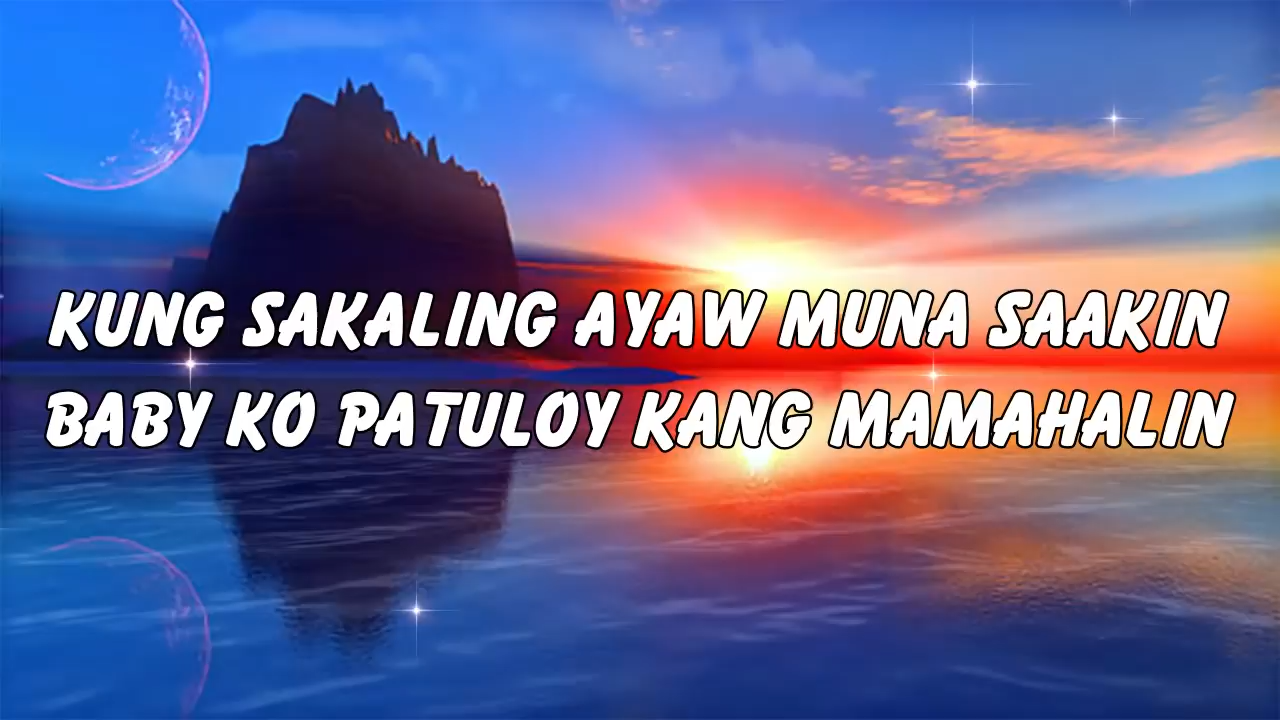 KUNG SAKALING AYAW MUNA SAAKIN
BABY KO PATULOY KANG MAMAHALIN